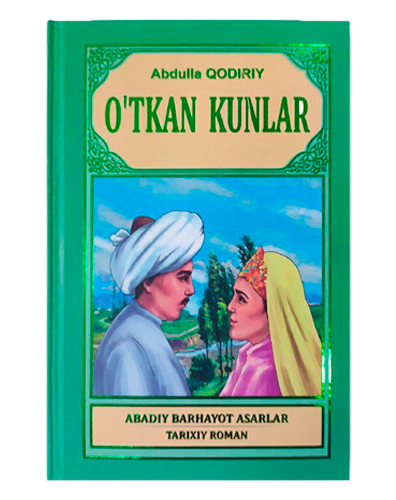 Abdulla QODIRIY
O'TKAN KUNLAR
ABADIY BARHAYOT ASARLAR
TARIXIY ROMAN